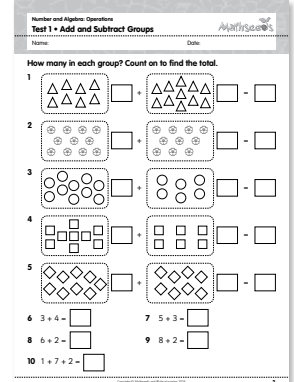 Number and Algebra: Operations
Test 1 • Add and Subtract Groups
Mathseeds
Name:
Date:
How many in each group? Count on to find the total.
1
+
=
2
+
=
3
+
=
4
+
=
5
+
=
6 3 + 4 =
7 5 + 3 =
8 6 + 2 =
9 8 + 2 =
10 1 + 7 + 2 =